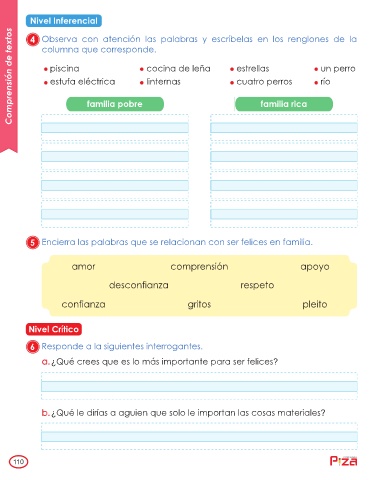 Comprensión de textos
Nivel Inferencial
4 Observa con atención las palabras y escríbelas en los renglones de la
columna que corresponde.
• piscina • cocina de leña • estrellas • un perro
• estufa eléctrica • linternas • cuatro perros • río
familia pobre familia rica
5 Encierra las palabras que se relacionan con ser felices en familia.
amor comprensión apoyo
desconfianza respeto
confianza gritos pleito
Nivel Crítico
6 Responde a la siguientes interrogantes.
a. ¿Qué crees que es lo más importante para ser felices?
b. ¿Qué le dirías a aguien que solo le importan las cosas materiales?
110